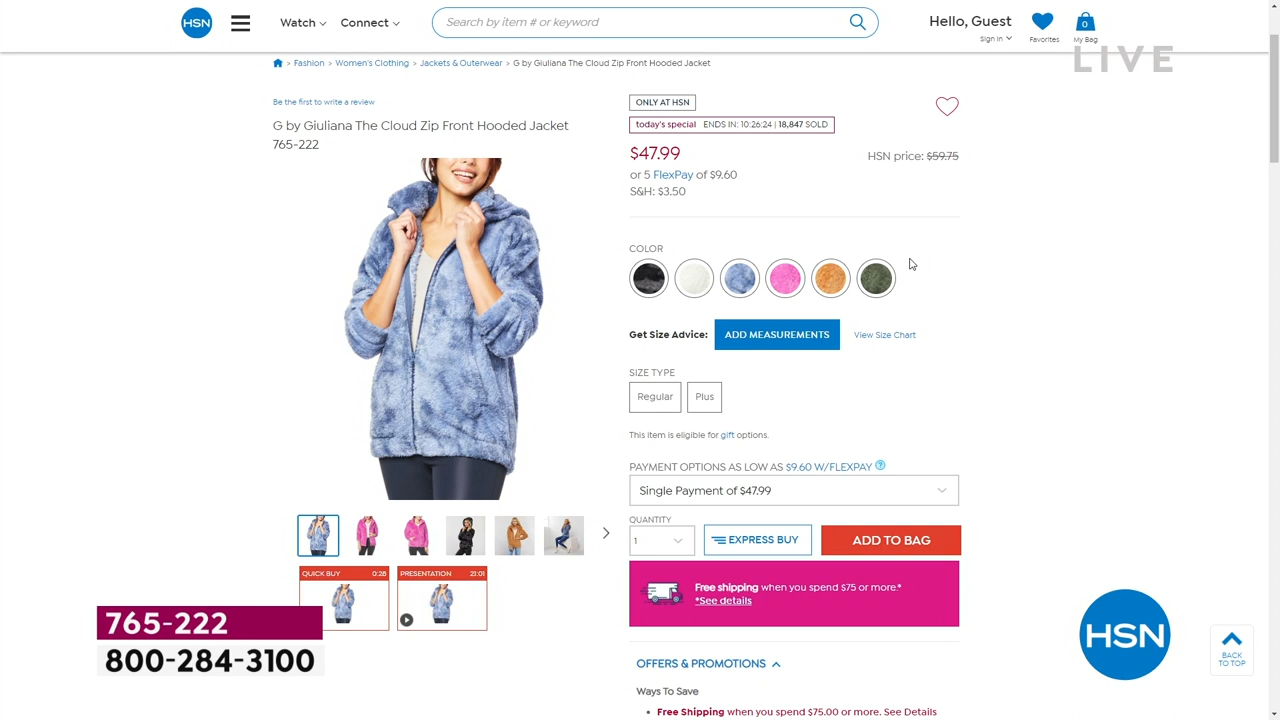 HSN
Watch
Connect
Search by item # or keyword
Hello, Guest
Sign In
Favorites
0
My Bag
LIVE
> Fashion > Women's Clothing > Jackets & Outerwear > G by Giuliana The Cloud Zip Front Hooded Jacket
Be the first to write a review
G by Giuliana The Cloud Zip Front Hooded Jacket
765-222
ONLY AT HSN
today's special ENDS IN: 10:26:24 | 18,847 SOLD
$47.99
HSN price: $59.75
or 5 FlexPay of $9.60
S&H: $3.50
COLOR
Get Size Advice:
ADD MEASUREMENTS
View Size Chart
SIZE TYPE
Regular
Plus
This item is eligible for gift options.
PAYMENT OPTIONS AS LOW AS $9.60 W/FLEXPAY ?
Single Payment of $47.99
QUANTITY
1
EXPRESS BUY
ADD TO BAG
QUICK BUY 0:28
PRESENTATION 23:01
Free shipping when you spend $75 or more.*
*See details
765-222
800-284-3100
HSN
BACK
TO TOP
OFFERS & PROMOTIONS
Ways To Save
• Free Shipping when you spend $75.00 or more. See Details